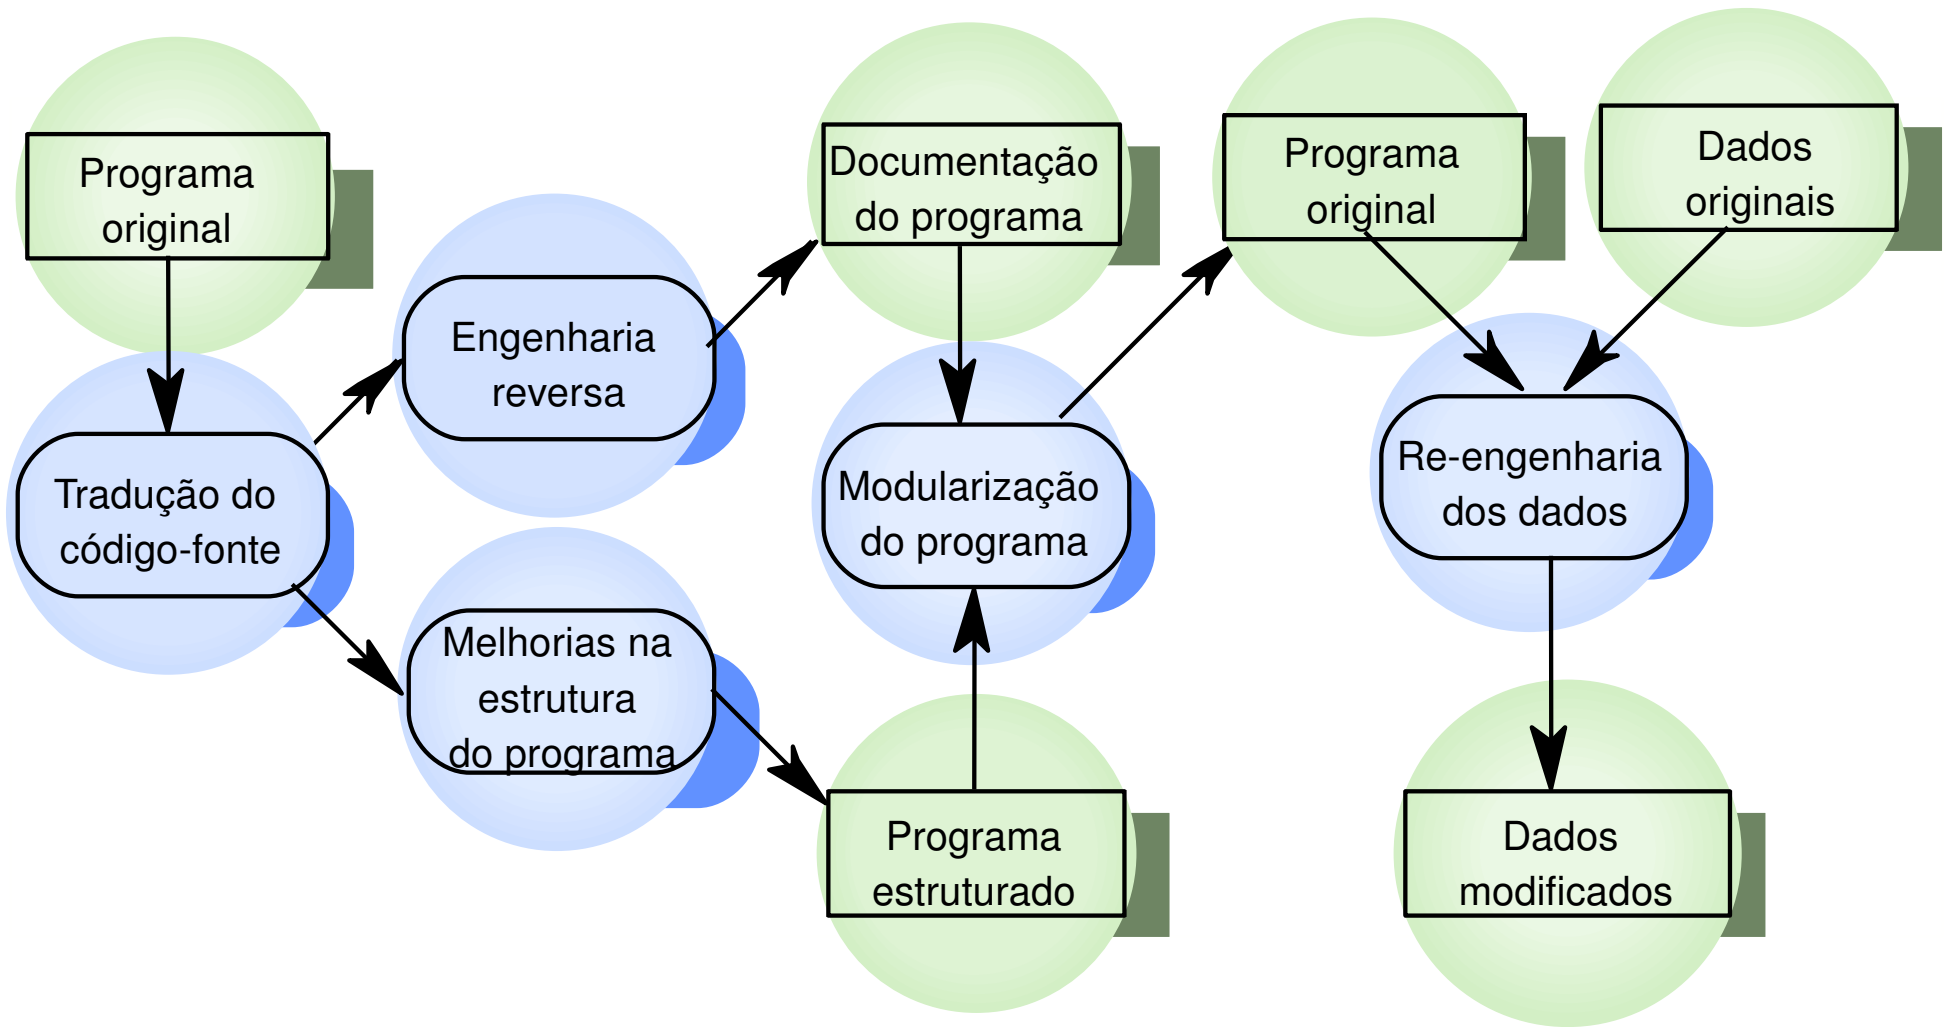 Programa
original
Tradução do
código-fonte
Engenharia
reversa
Melhorias na
estrutura
do programa
Documentação
do programa
Modularização
do programa
Programa
estruturado
Programa
original
Dados
originais
Re-engenharia
dos dados
Dados
modificados